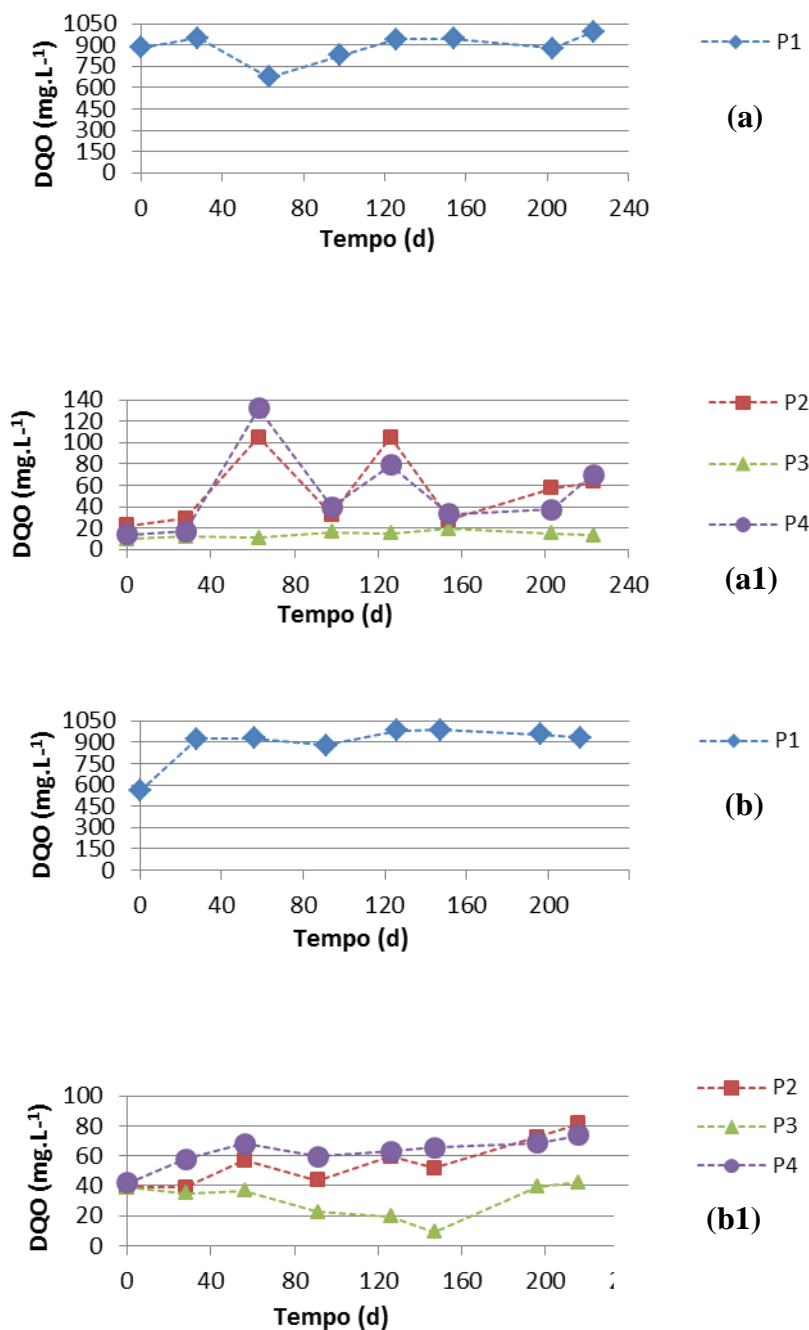 1050
900
750
600
450
300
150
0
DQO (mg.L-1)
0 40 80 120 160 200 240
Tempo (d)
P1
(a)
140
120
100
80
60
40
20
0
DQO (mg.L-1)
0 40 80 120 160 200 240
Tempo (d)
P2
P3
P4
(a1)
1050
900
750
600
450
300
150
0
DQO (mg.L-1)
0 40 80 120 160 200
Tempo (d)
P1
(b)
100
80
60
40
20
0
DQO (mg.L-1)
0 40 80 120 160 200
Tempo (d)
P2
P3
P4
(b1)